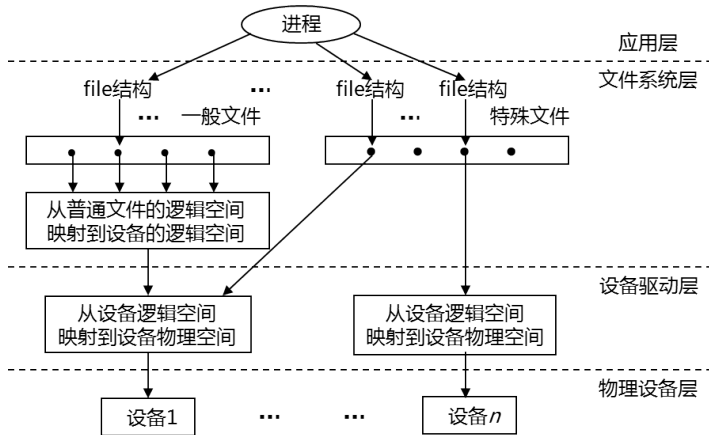 进程
应用层
文件系统层
file结构 ... file结构 file结构
... 一般文件 ... 特殊文件
从普通文件的逻辑空间
映射到设备的逻辑空间
设备驱动层
从设备逻辑空间
映射到设备物理空间
从设备逻辑空间
映射到设备物理空间
物理设备层
设备1 ... ... 设备n